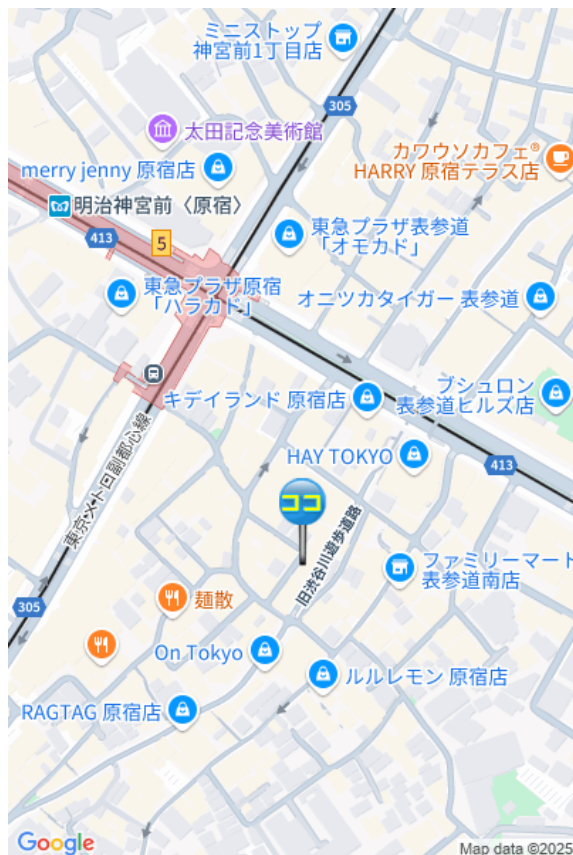 ミニストップ
神宮前1丁目店
305
太田記念美術館
カワウソカフェ®
HARRY 原宿テラス店
merry jenny 原宿店
明治神宮前〈原宿〉
413
5
東急プラザ表参道
「オモカド」
東急プラザ原宿
「ハラカド」
オニツカタイガー 表参道
キデイランド 原宿店
ブシュロン
表参道ヒルズ店
HAY TOKYO
413
東京メトロ副都心線
ココ
旧渋谷川遊歩道路
ファミリーマート
表参道南店
305
麺散
On Tokyo
ルルレモン 原宿店
RAGTAG 原宿店
Google
Map data ©2025